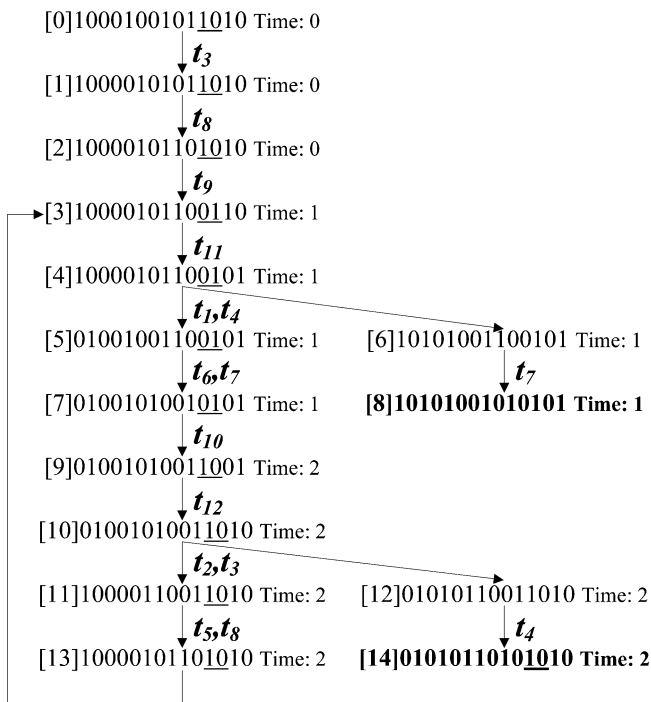 [0]10001001011010 Time: 0
t3
[1]10000101011010 Time: 0
t8
[2]10000101101010 Time: 0
t9
[3]10000101100110 Time: 1
t11
[4]10000101100101 Time: 1
t1,t4
[5]01001001100101 Time: 1
[6]10101001100101 Time: 1
t6,t7
t7
[7]01001010010101 Time: 1
[8]10101001010101 Time: 1
t10
[9]01001010011001 Time: 2
t12
[10]01001010011010 Time: 2
t2,t3
[11]10000110011010 Time: 2
[12]01010110011010 Time: 2
t5,t8
t4
[13]10000101101010 Time: 2
[14]01010110101010 Time: 2